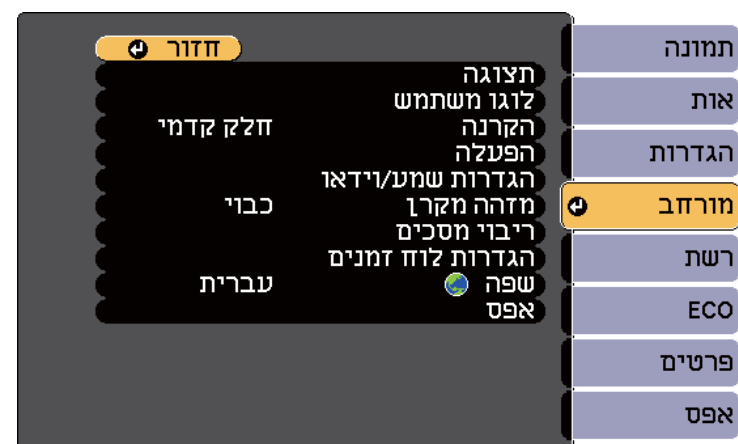 תמונה
אות
הגדרות
מורחב
רשת
ECO
פרטים
אפס
חזור
תצוגה
לוגו משתמש
הקרנה חלק קדמי
הפעלה
הגדרות שמע/וידאו
מזהה מקרן כבוי
ריבוי מסכים
הגדרות לוח זמנים
שפה עברית
אפס